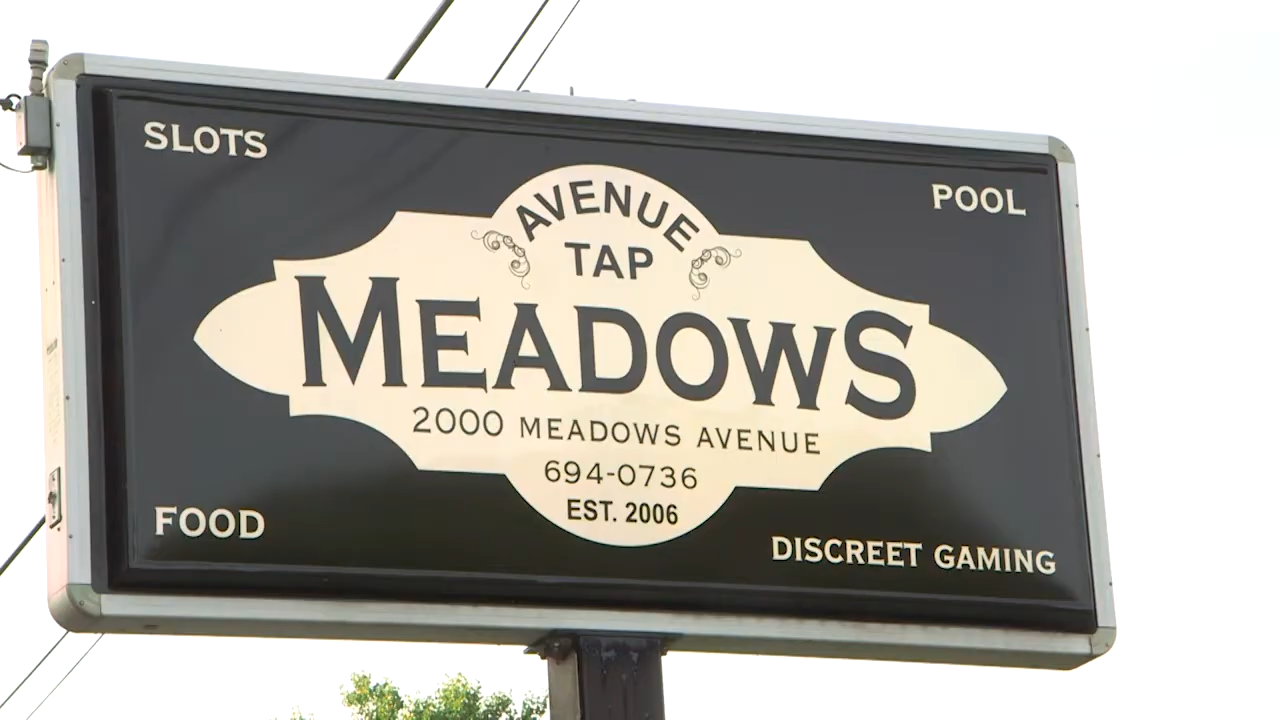 SLOTS
POOL
AVENUE
TAP
MEADOWS
2000 MEADOWS AVENUE
694-0736
EST. 2006
FOOD
DISCREET GAMING